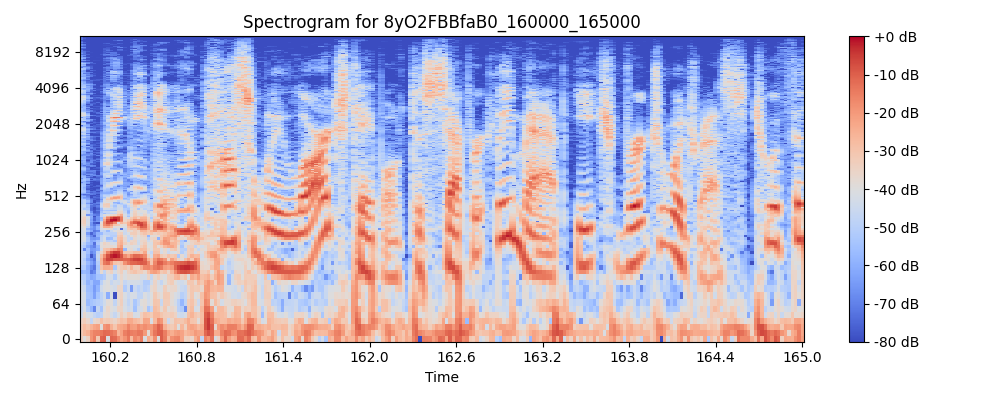 Spectrogram for 8yO2FBBfaB0_160000_165000
+0 dB
8192
-10 dB
4096
-20 dB
2048
-30 dB
1024
-40 dB
Hz
512
-50 dB
256
-60 dB
128
64
-70 dB
0
-80 dB
160.2 160.8 161.4 162.0 162.6 163.2 163.8 164.4 165.0
Time